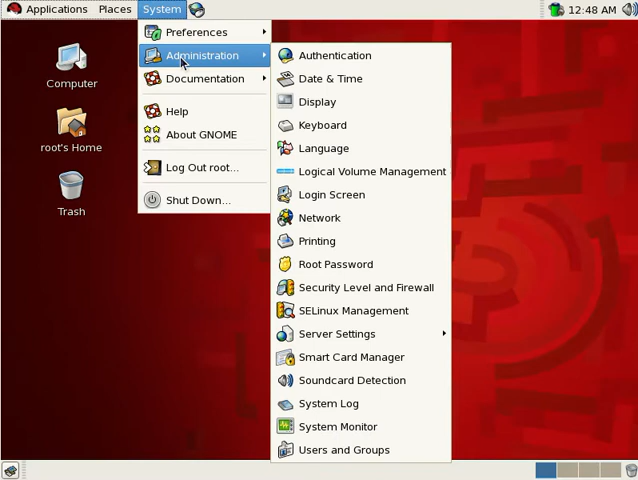 Applications Places System
12:48 AM
Computer
root's Home
Trash
Preferences
Administration
Documentation
Help
About GNOME
Log Out root...
Shut Down...
Authentication
Date & Time
Display
Keyboard
Language
Logical Volume Management
Login Screen
Network
Printing
Root Password
Security Level and Firewall
SELinux Management
Server Settings
Smart Card Manager
Soundcard Detection
System Log
System Monitor
Users and Groups